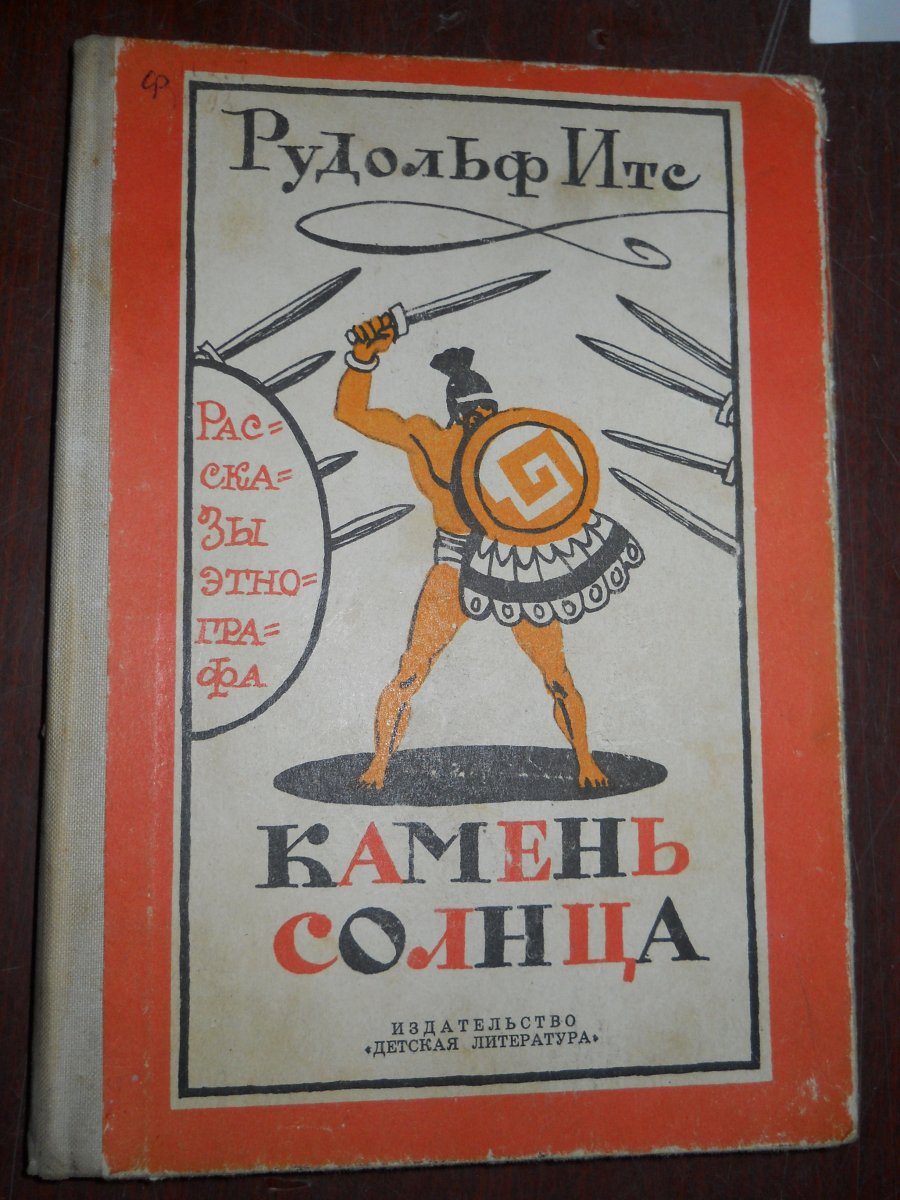 Рудольф Итс
Рас=
ска=
зы
этно=
гра=
фа
КАМЕНЬ
СОЛНЦА
ИЗДАТЕЛЬСТВО
«ДЕТСКАЯ ЛИТЕРАТУРА»